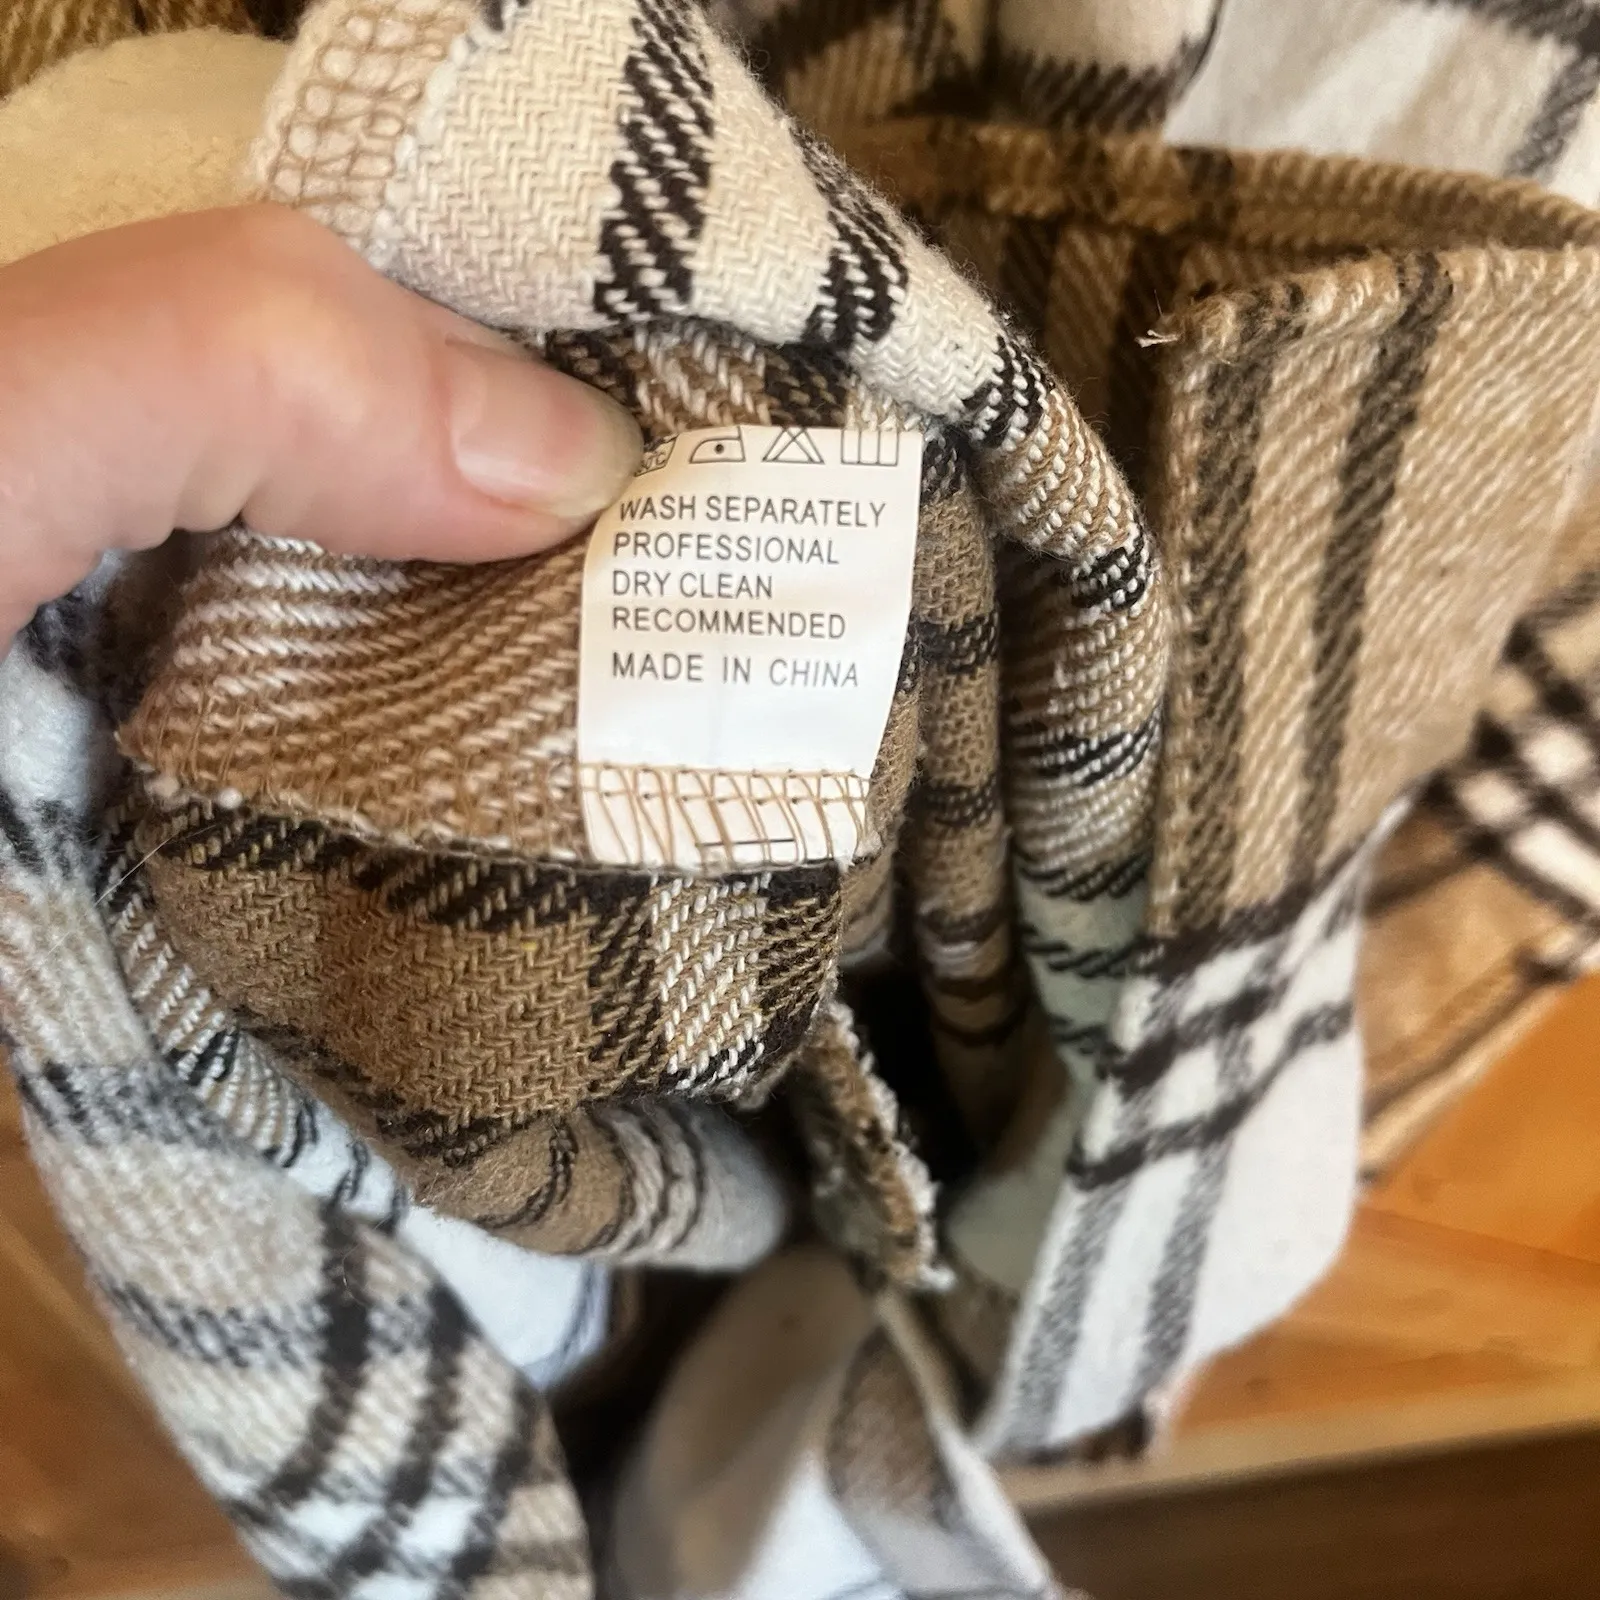 WASH SEPARATELY
PROFESSIONAL
DRY CLEAN
RECOMMENDED
MADE IN CHINA